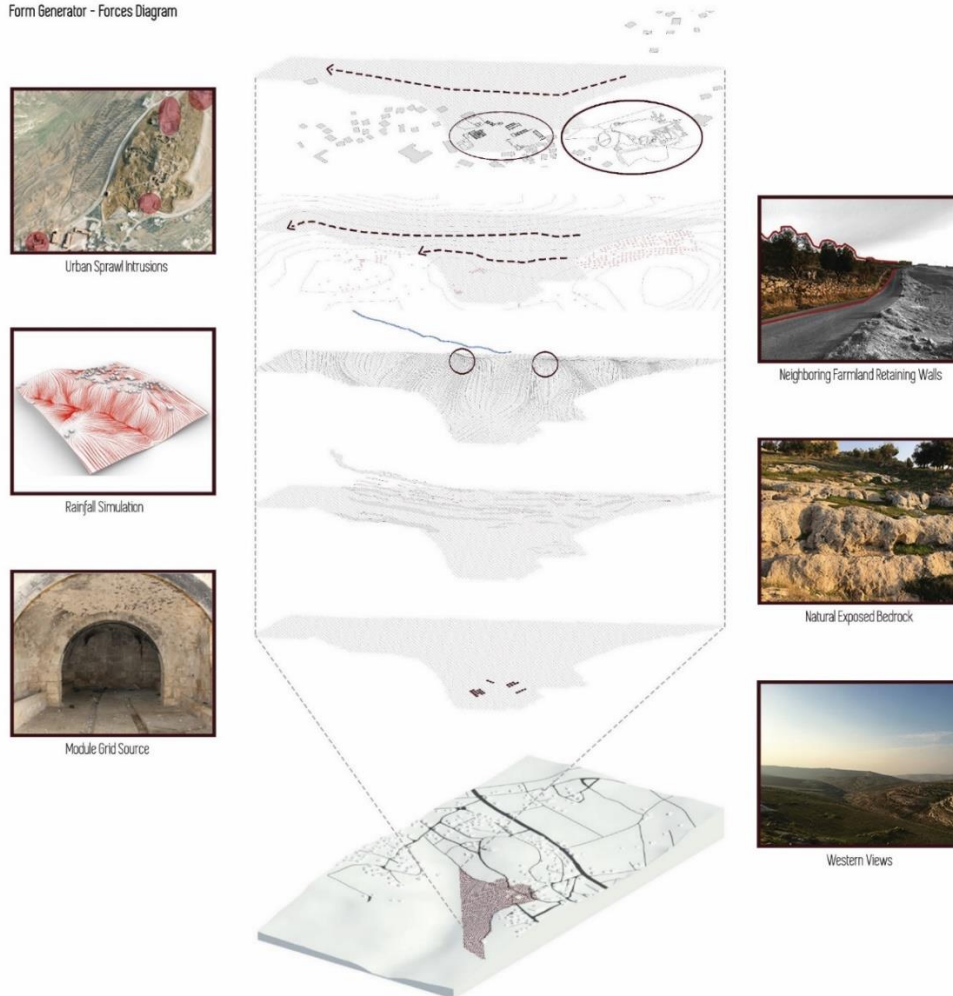 Form Generator - Forces Diagram
Urban Sprawl Intrusions
Neighboring Farmland Retaining Walls
Rainfall Simulation
Natural Exposed Bedrock
Module Grid Source
Western Views